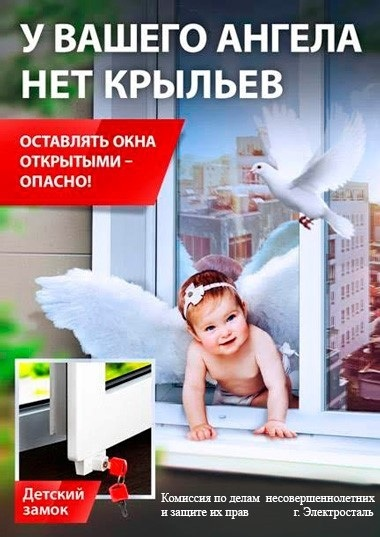 У ВАШЕГО АНГЕЛА
НЕТ КРЫЛЬЕВ
ОСТАВЛЯТЬ ОКНА
ОТКРЫТЫМИ –
ОПАСНО!
Детский
замок
Комиссия по делам несовершеннолетних
и защите их прав г. Электросталь